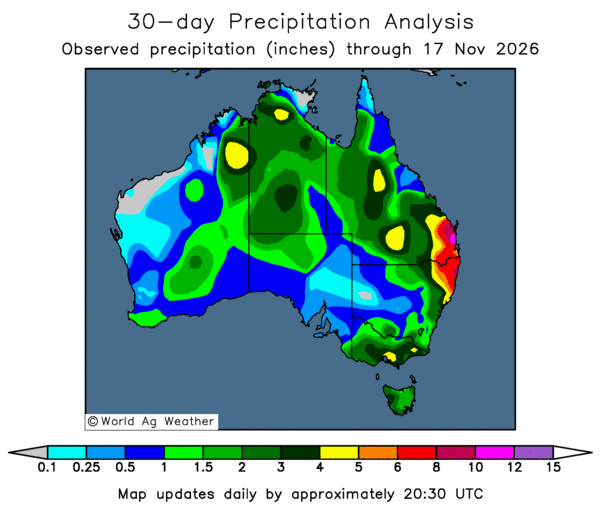 30-day Precipitation Analysis
Observed precipitation (inches) through 17 Nov 2026
© World Ag Weather
0.1 0.25 0.5 1 1.5 2 3 4 5 6 8 10 12 15
Map updates daily by approximately 20:30 UTC